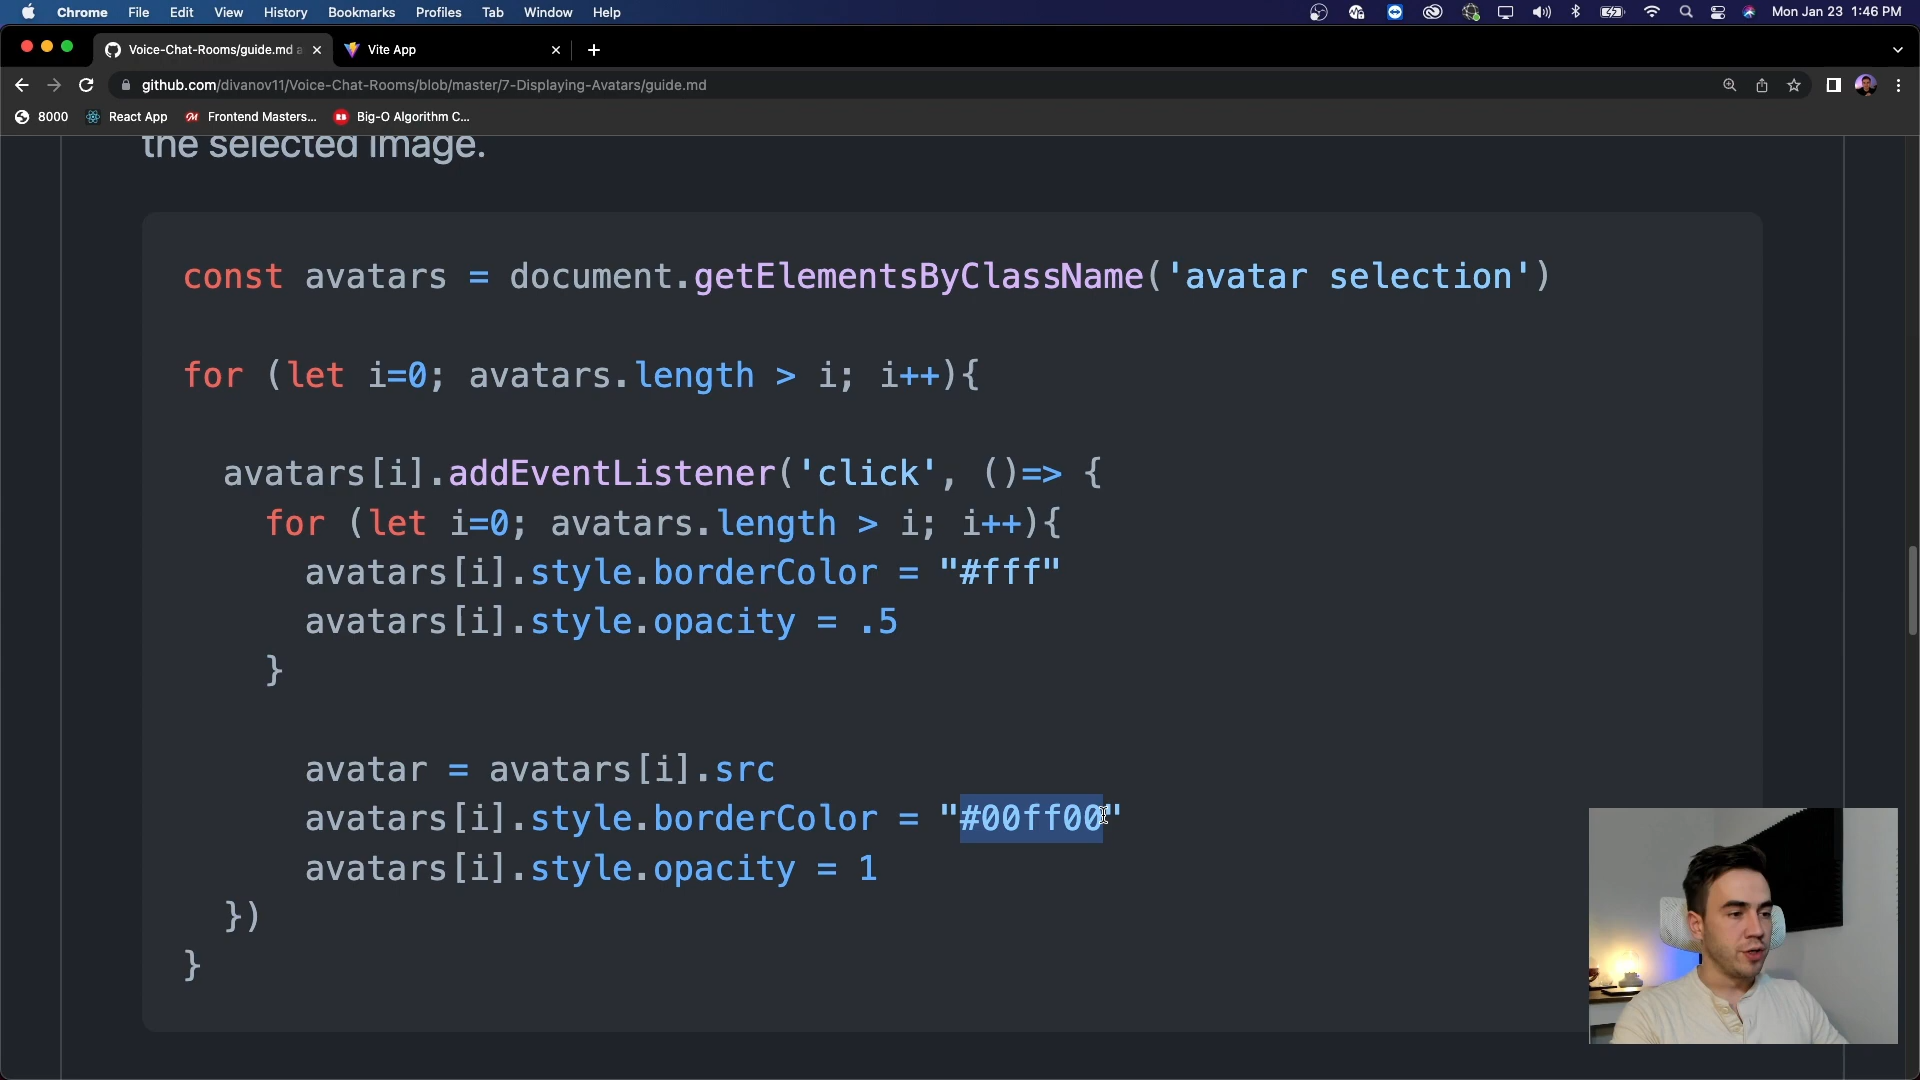 Chrome File Edit View History Bookmarks Profiles Tab Window Help Mon Jan 23 1:46 PM
Voice-Chat-Rooms/guide.md a Vite App
github.com/divanov11/Voice-Chat-Rooms/blob/master/7-Displaying-Avatars/guide.md
8000 React App Frontend Masters... Big-O Algorithm C...
the selected image.
const avatars = document.getElementsByClassName('avatar selection')
for (let i=0; avatars.length > i; i++){
avatars[i].addEventListener('click', ()=> {
for (let i=0; avatars.length > i; i++){
avatars[i].style.borderColor = "#fff"
avatars[i].style.opacity = .5
}
avatar = avatars[i].src
avatars[i].style.borderColor = "#00ff00"
avatars[i].style.opacity = 1
})
}